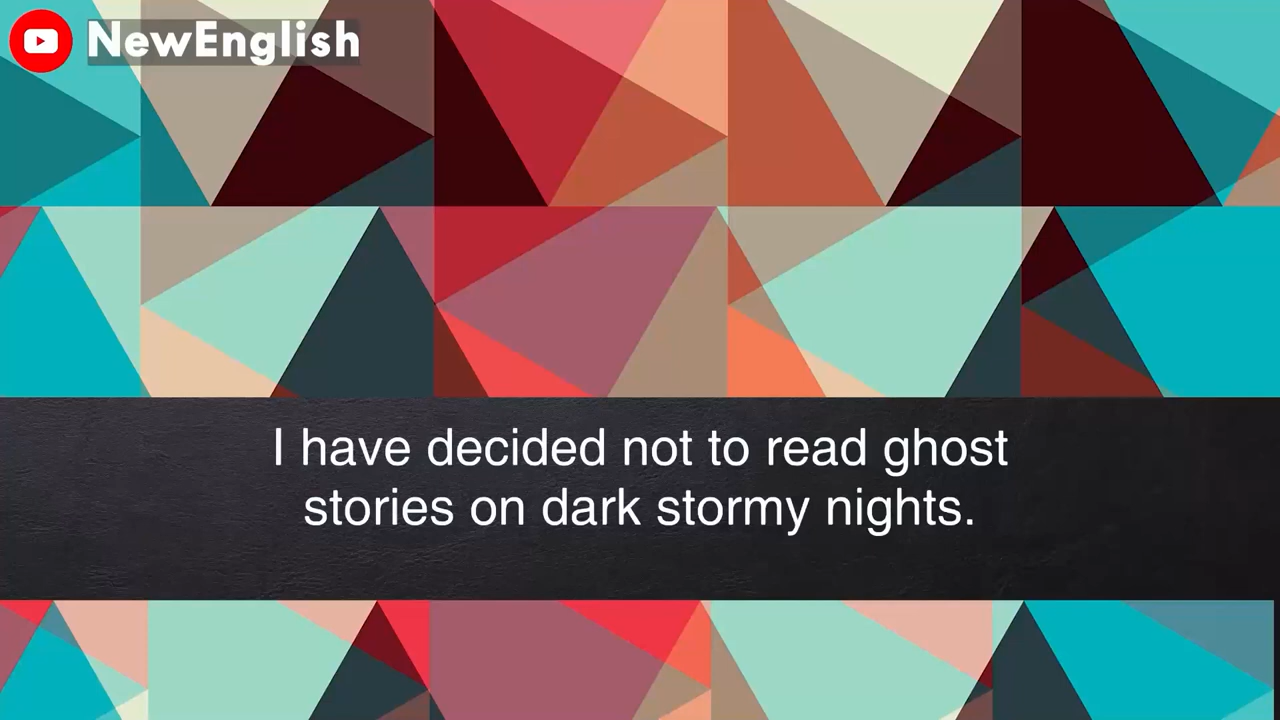 NewEnglish
I have decided not to read ghost
stories on dark stormy nights.